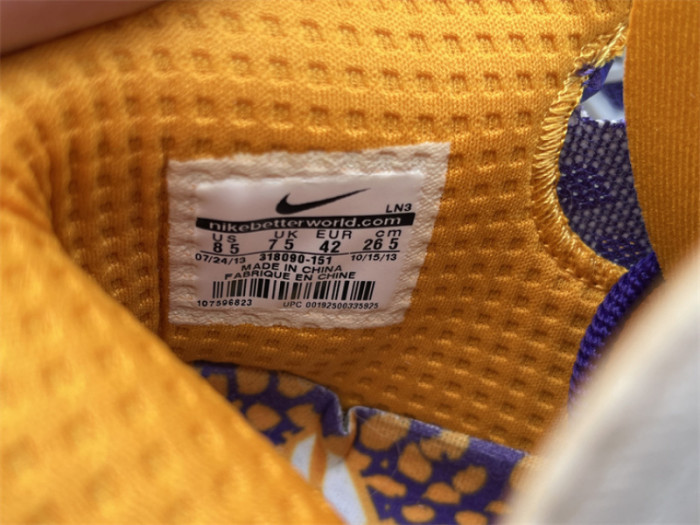 LN3
nikebetterworld.com
US UK EUR cm
8 5 7 5 42 26 5
07/24/13 318090-151 10/15/13
MADE IN CHINA
FABRIQUE EN CHINE
107596823 UPC 00192500335925